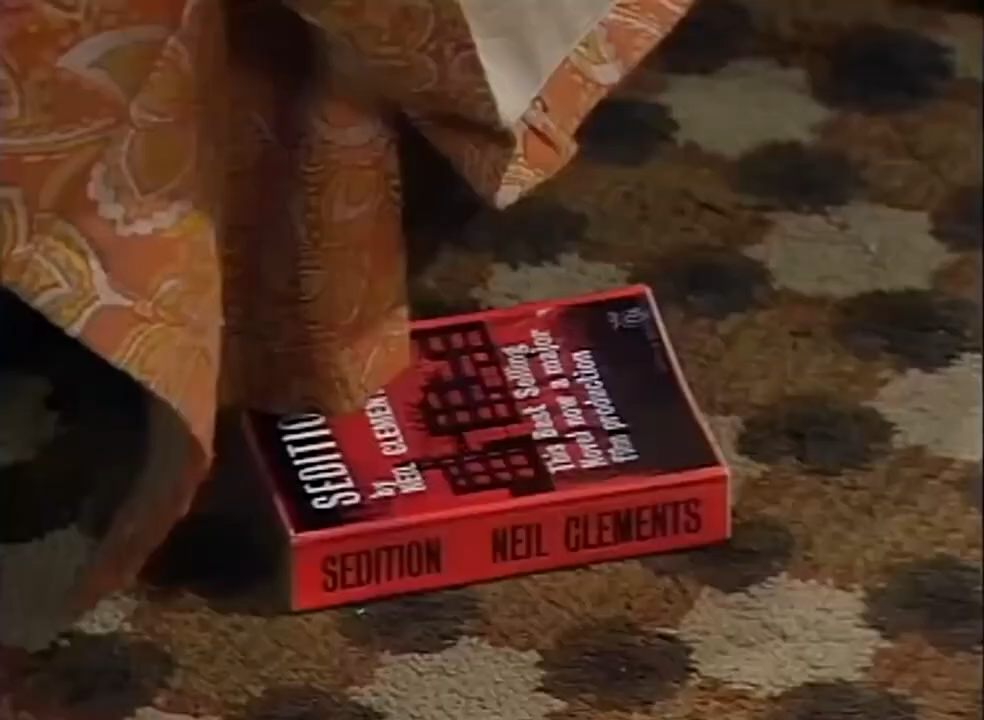 SEDITIO
by
NEIL CLEMEN
The Best Selling
Novel now a major
film production
SEDITION NEIL CLEMENTS